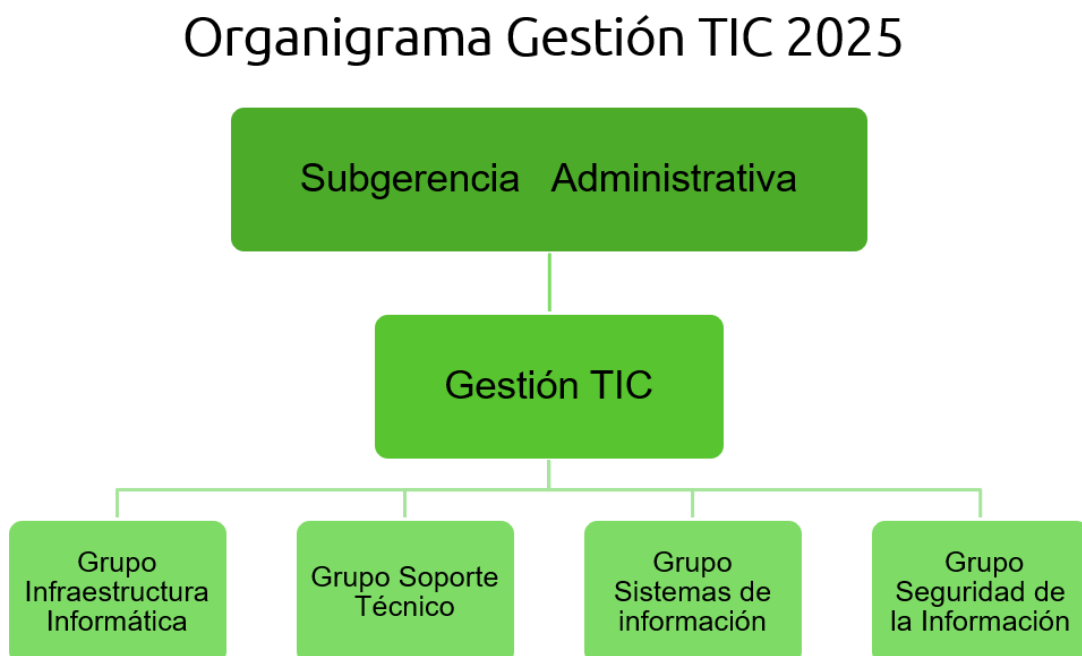 Organigrama Gestión TIC 2025
Subgerencia Administrativa
Gestión TIC
Grupo
Infraestructura
Informática
Grupo Soporte
Técnico
Grupo
Sistemas de
información
Grupo
Seguridad de
la Información